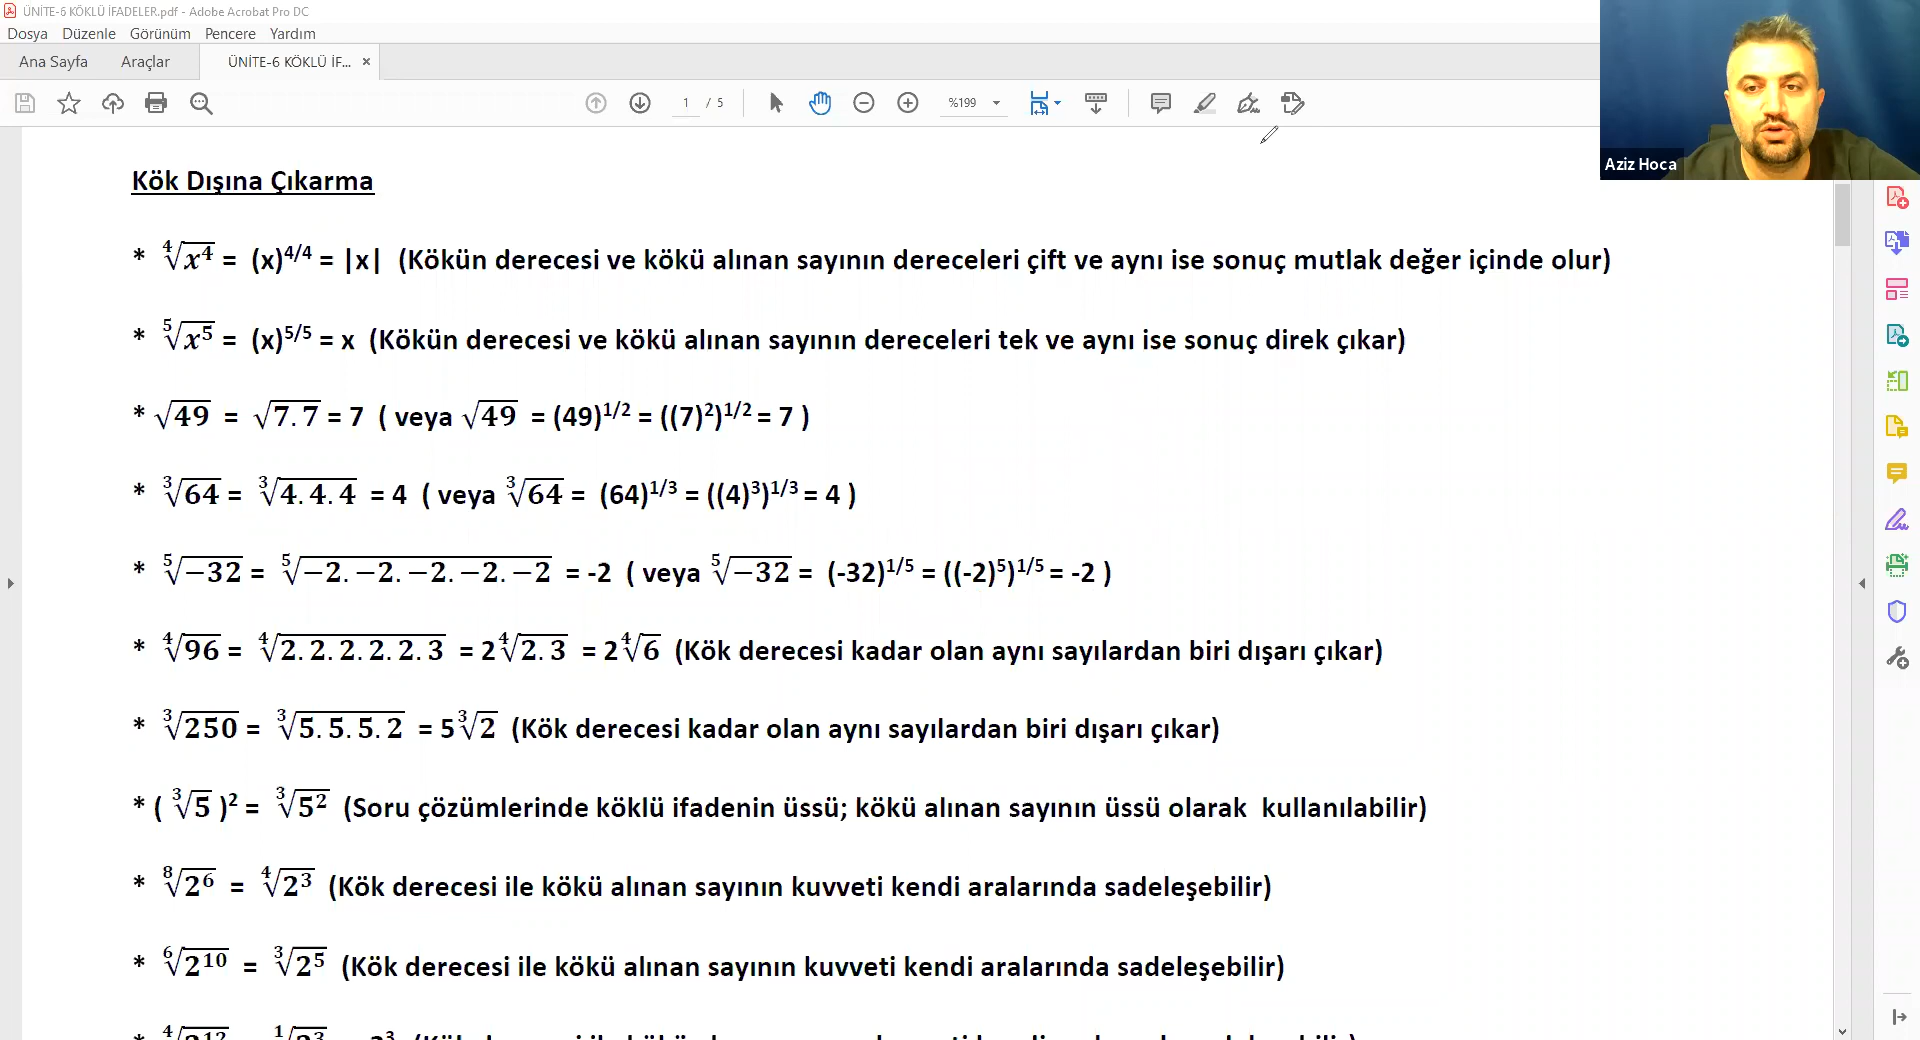 ÜNİTE-6 KÖKLÜ İFADELER.pdf - Adobe Acrobat Pro DC
Dosya Düzenle Görünüm Pencere Yardım
Ana Sayfa Araçlar ÜNİTE-6 KÖKLÜ İF... ×
1 / 5 %199
Aziz Hoca
Kök Dışına Çıkarma
* ⁴√x⁴ = (x)⁴/⁴ = |x| (Kökün derecesi ve kökü alınan sayının dereceleri çift ve aynı ise sonuç mutlak değer içinde olur)
* ⁵√x⁵ = (x)⁵/⁵ = x (Kökün derecesi ve kökü alınan sayının dereceleri tek ve aynı ise sonuç direk çıkar)
* √49 = √7.7 = 7 ( veya √49 = (49)¹/² = ((7)²)¹/² = 7 )
* ³√64 = ³√4.4.4 = 4 ( veya ³√64 = (64)¹/³ = ((4)³)¹/³ = 4 )
* ⁵√−32 = ⁵√−2.−2.−2.−2.−2 = -2 ( veya ⁵√−32 = (-32)¹/⁵ = ((-2)⁵)¹/⁵ = -2 )
* ⁴√96 = ⁴√2.2.2.2.2.3 = 2⁴√2.3 = 2⁴√6 (Kök derecesi kadar olan aynı sayılardan biri dışarı çıkar)
* ³√250 = ³√5.5.5.2 = 5³√2 (Kök derecesi kadar olan aynı sayılardan biri dışarı çıkar)
* ( ³√5 )² = ³√5² (Soru çözümlerinde köklü ifadenin üssü; kökü alınan sayının üssü olarak kullanılabilir)
* ⁸√2⁶ = ⁴√2³ (Kök derecesi ile kökü alınan sayının kuvveti kendi aralarında sadeleşebilir)
* ⁶√2¹⁰ = ³√2⁵ (Kök derecesi ile kökü alınan sayının kuvveti kendi aralarında sadeleşebilir)